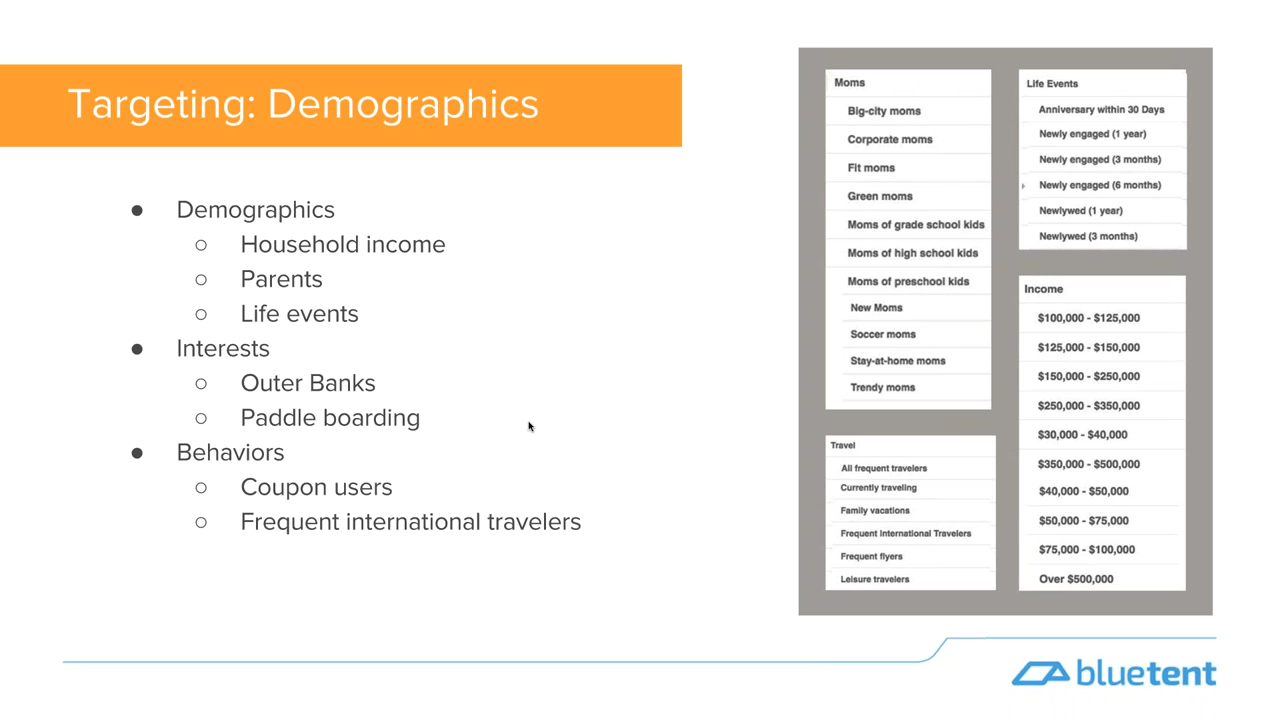 Targeting: Demographics
● Demographics
○ Household income
○ Parents
○ Life events
● Interests
○ Outer Banks
○ Paddle boarding
● Behaviors
○ Coupon users
○ Frequent international travelers
Moms
Big-city moms
Corporate moms
Fit moms
Green moms
Moms of grade school kids
Moms of high school kids
Moms of preschool kids
New Moms
Soccer moms
Stay-at-home moms
Trendy moms
Travel
All frequent travelers
Currently traveling
Family vacations
Frequent International Travelers
Frequent flyers
Leisure travelers
Life Events
Anniversary within 30 Days
Newly engaged (1 year)
Newly engaged (3 months)
Newly engaged (6 months)
Newlywed (1 year)
Newlywed (3 months)
Income
$100,000 - $125,000
$125,000 - $150,000
$150,000 - $250,000
$250,000 - $350,000
$30,000 - $40,000
$350,000 - $500,000
$40,000 - $50,000
$50,000 - $75,000
$75,000 - $100,000
Over $500,000
bluetent